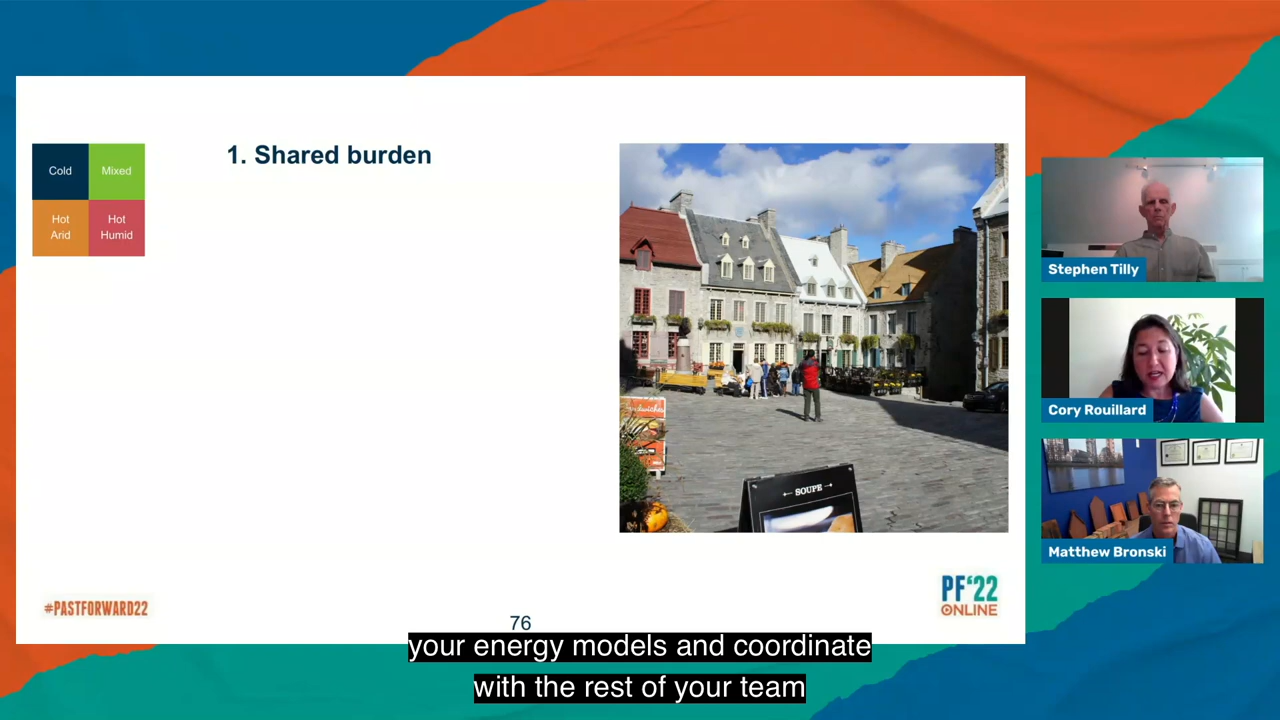 1. Shared burden
Cold
Mixed
Hot
Arid
Hot
Humid
SOUPE
Stephen Tilly
Cory Rouillard
Matthew Bronski
#PASTFORWARD22
PF'22
ONLINE
76
your energy models and coordinate
with the rest of your team